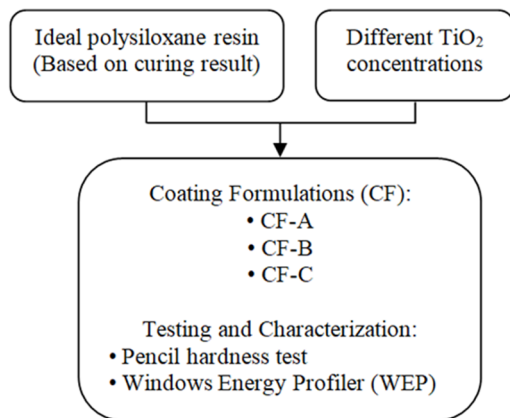 Ideal polysiloxane resin
(Based on curing result)
Different TiO₂
concentrations
Coating Formulations (CF):
• CF-A
• CF-B
• CF-C
Testing and Characterization:
• Pencil hardness test
• Windows Energy Profiler (WEP)